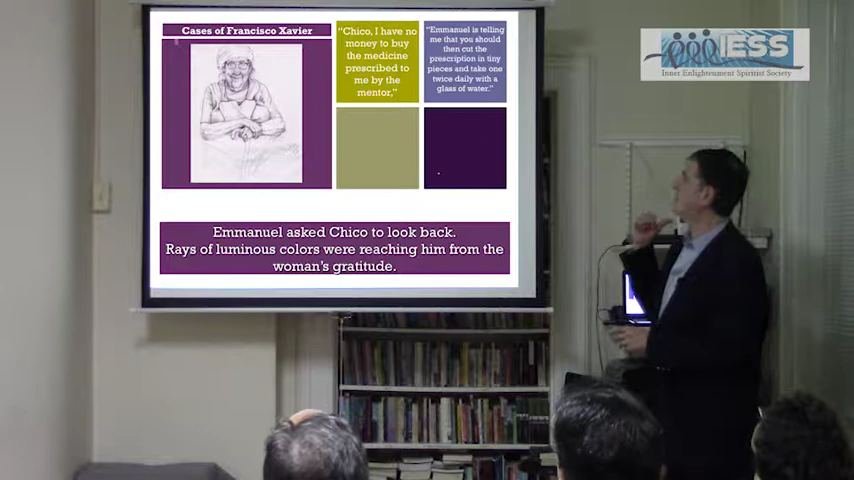 Cases of Francisco Xavier
“Chico, I have no
money to buy
the medicine
prescribed to
me by the
mentor,”
“Emmanuel is telling
me that you should
then cut the
prescription in tiny
pieces and take one
twice daily with a
glass of water.”
Emmanuel asked Chico to look back.
Rays of luminous colors were reaching him from the
woman’s gratitude.
IESS
Inner Enlightenment Spiritist Society